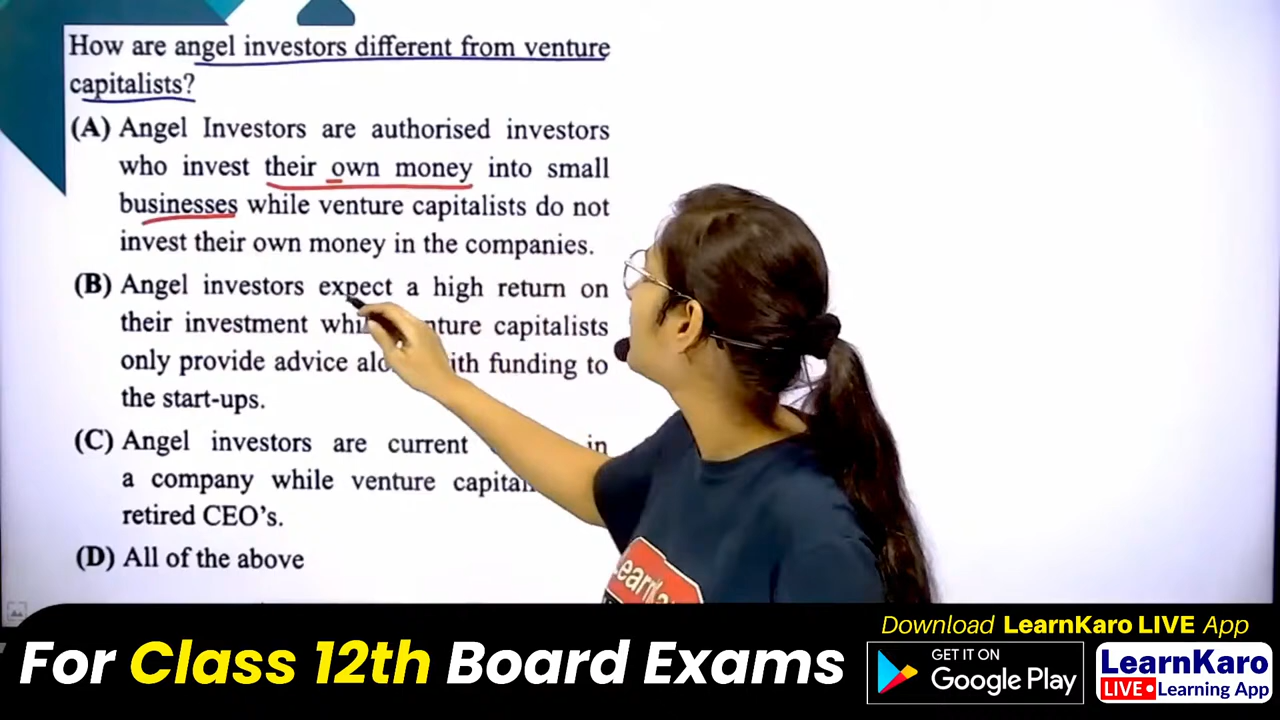 How are angel investors different from venture
capitalists?
(A) Angel Investors are authorised investors
who invest their own money into small
businesses while venture capitalists do not
invest their own money in the companies.
(B) Angel investors expect a high return on
their investment capitalists
only provide advice funding to
the start-ups.
(C) Angel investors are current in
a company while venture
retired CEO's.
(D) All of the above
LearnKa
For Class 12th Board Exams
Download LearnKaro LIVE App
GET IT ON
Google Play
LearnKaro
LIVE Learning App